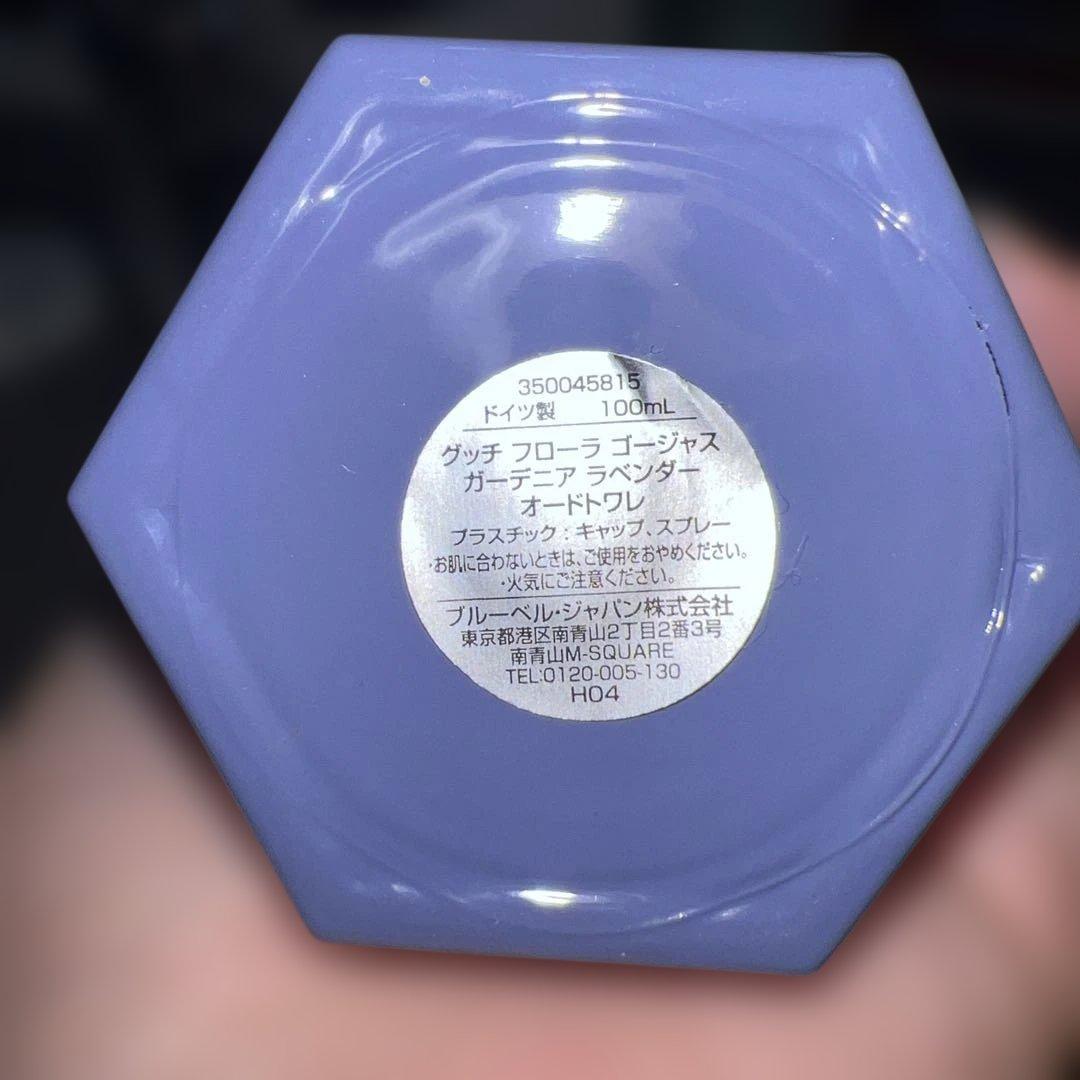 350045815
ドイツ製 100mL
グッチ フローラ ゴージャス
ガーデニア ラベンダー
オードトワレ
プラスチック：キャップ、スプレー
・お肌に合わないときは、ご使用をおやめください。
・火気にご注意ください。
ブルーベル・ジャパン株式会社
東京都港区南青山2丁目2番3号
南青山M-SQUARE
TEL:0120-005-130
H04